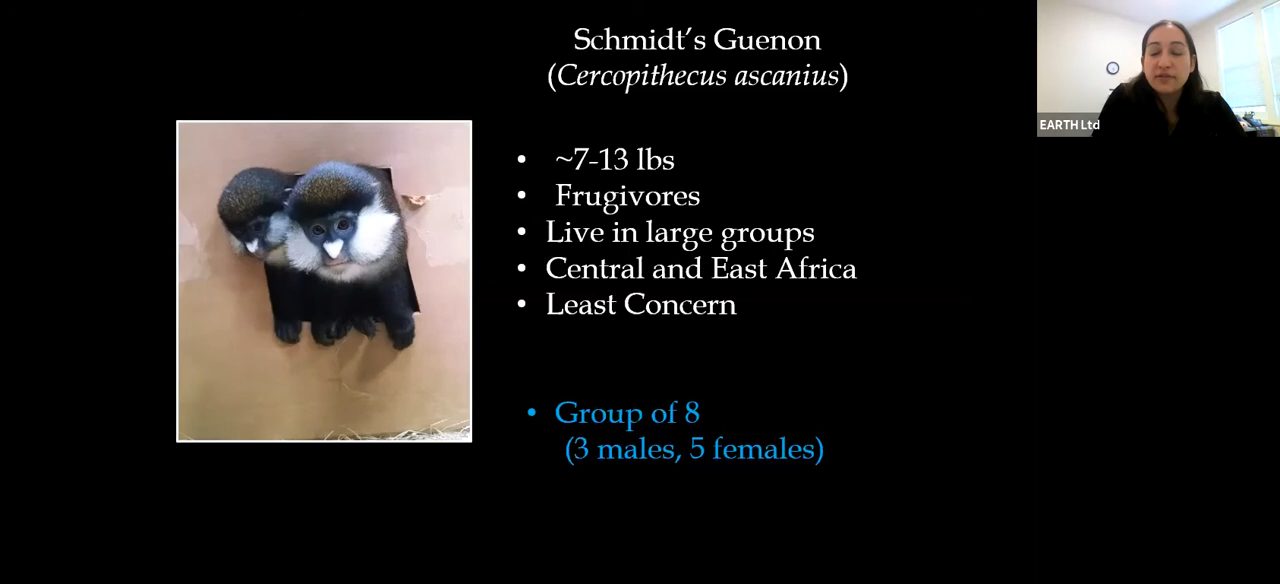 Schmidt's Guenon
(Cercopithecus ascanius)
• ~7-13 lbs
• Frugivores
• Live in large groups
• Central and East Africa
• Least Concern
• Group of 8
(3 males, 5 females)
EARTH Ltd